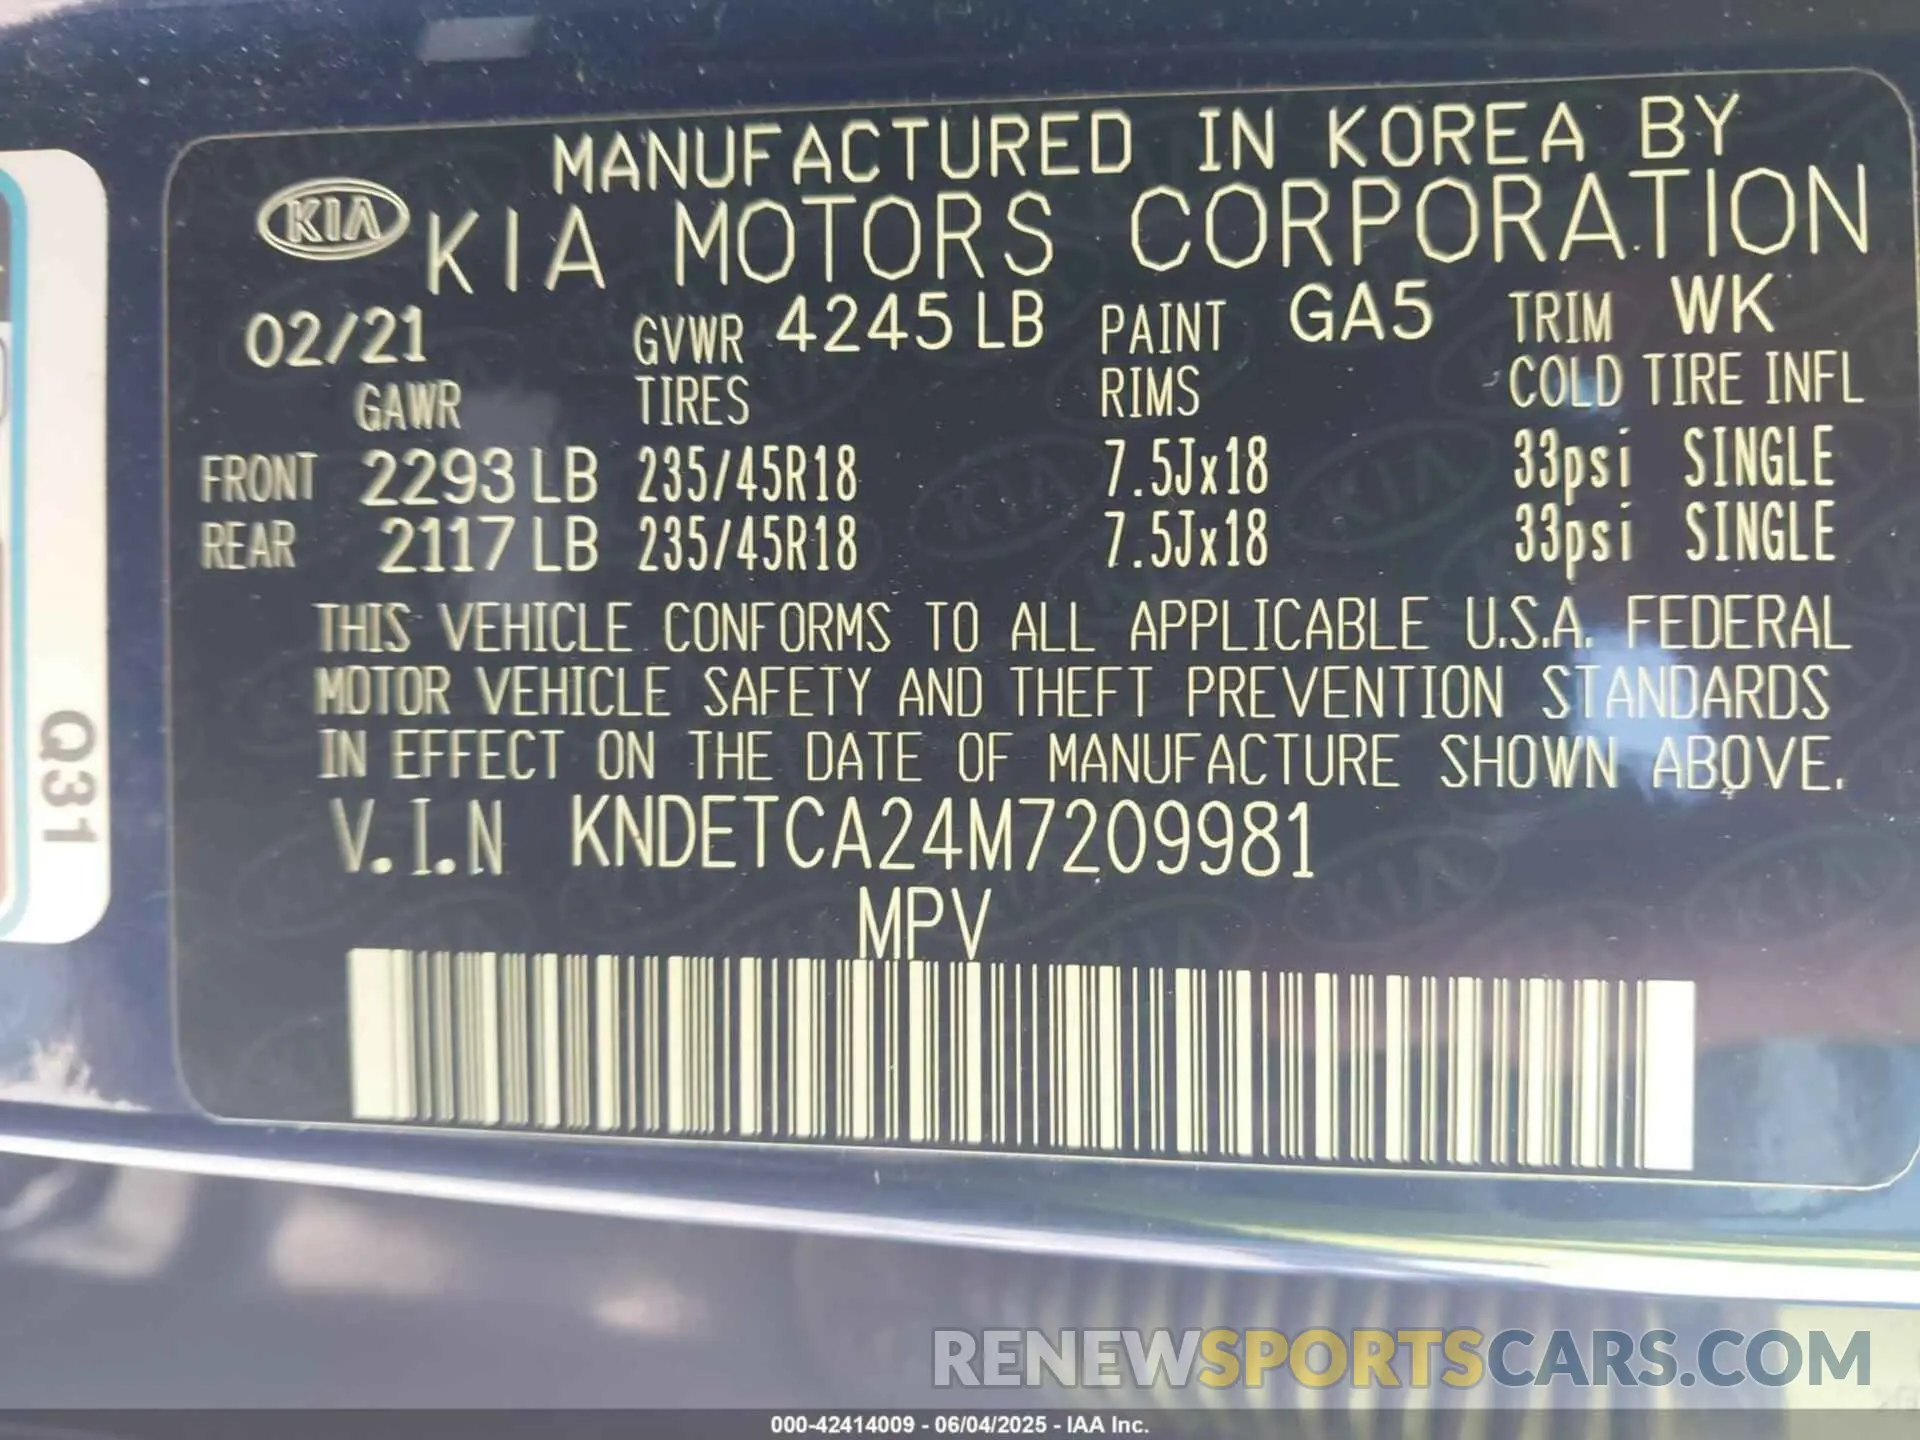 MANUFACTURED IN KOREA BY
KIA KIA MOTORS CORPORATION
02/21 GVWR 4245 LB PAINT GA5 TRIM WK
GAWR TIRES RIMS COLD TIRE INFL
FRONT 2293 LB 235/45R18 7.5Jx18 33psi SINGLE
REAR 2117 LB 235/45R18 7.5Jx18 33psi SINGLE
THIS VEHICLE CONFORMS TO ALL APPLICABLE U.S.A. FEDERAL
MOTOR VEHICLE SAFETY AND THEFT PREVENTION STANDARDS
IN EFFECT ON THE DATE OF MANUFACTURE SHOWN ABOVE.
V.I.N KNDETCA24M7209981
MPV
Q31
RENEWSPORTSCARS.COM
000-42414009 - 06/04/2025 - IAA Inc.